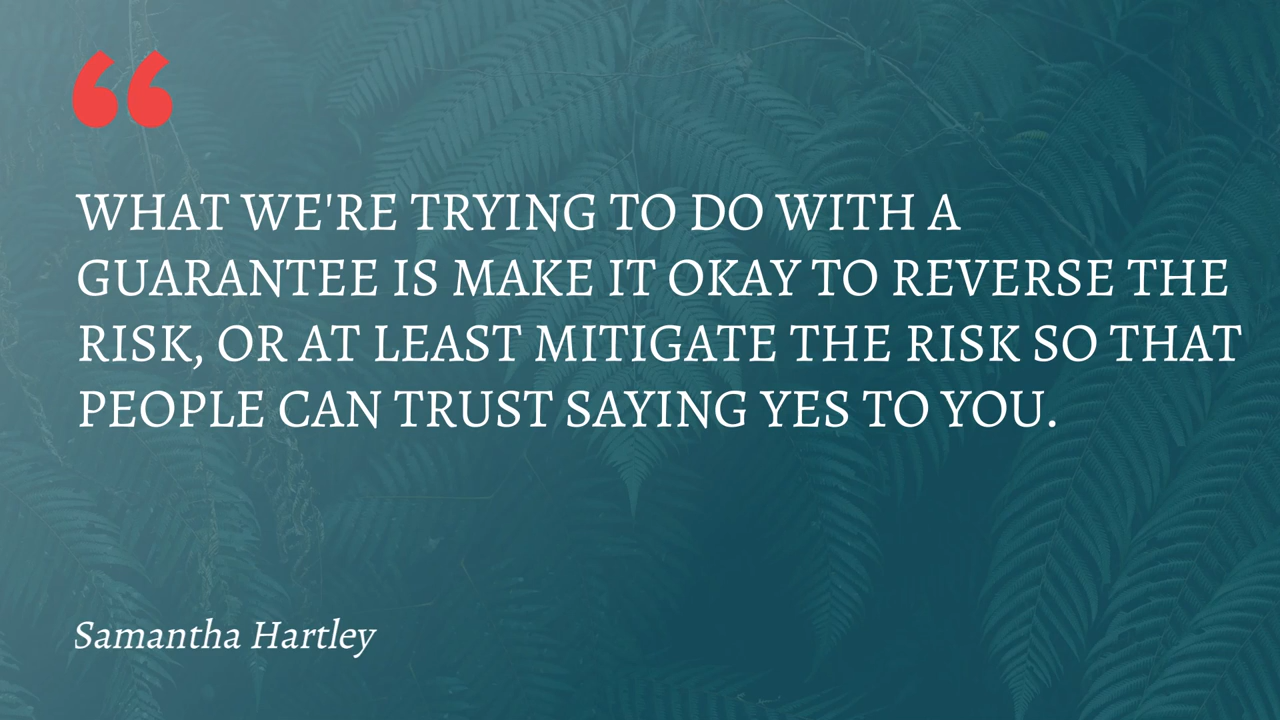 “
WHAT WE'RE TRYING TO DO WITH A
GUARANTEE IS MAKE IT OKAY TO REVERSE THE
RISK, OR AT LEAST MITIGATE THE RISK SO THAT
PEOPLE CAN TRUST SAYING YES TO YOU.
Samantha Hartley